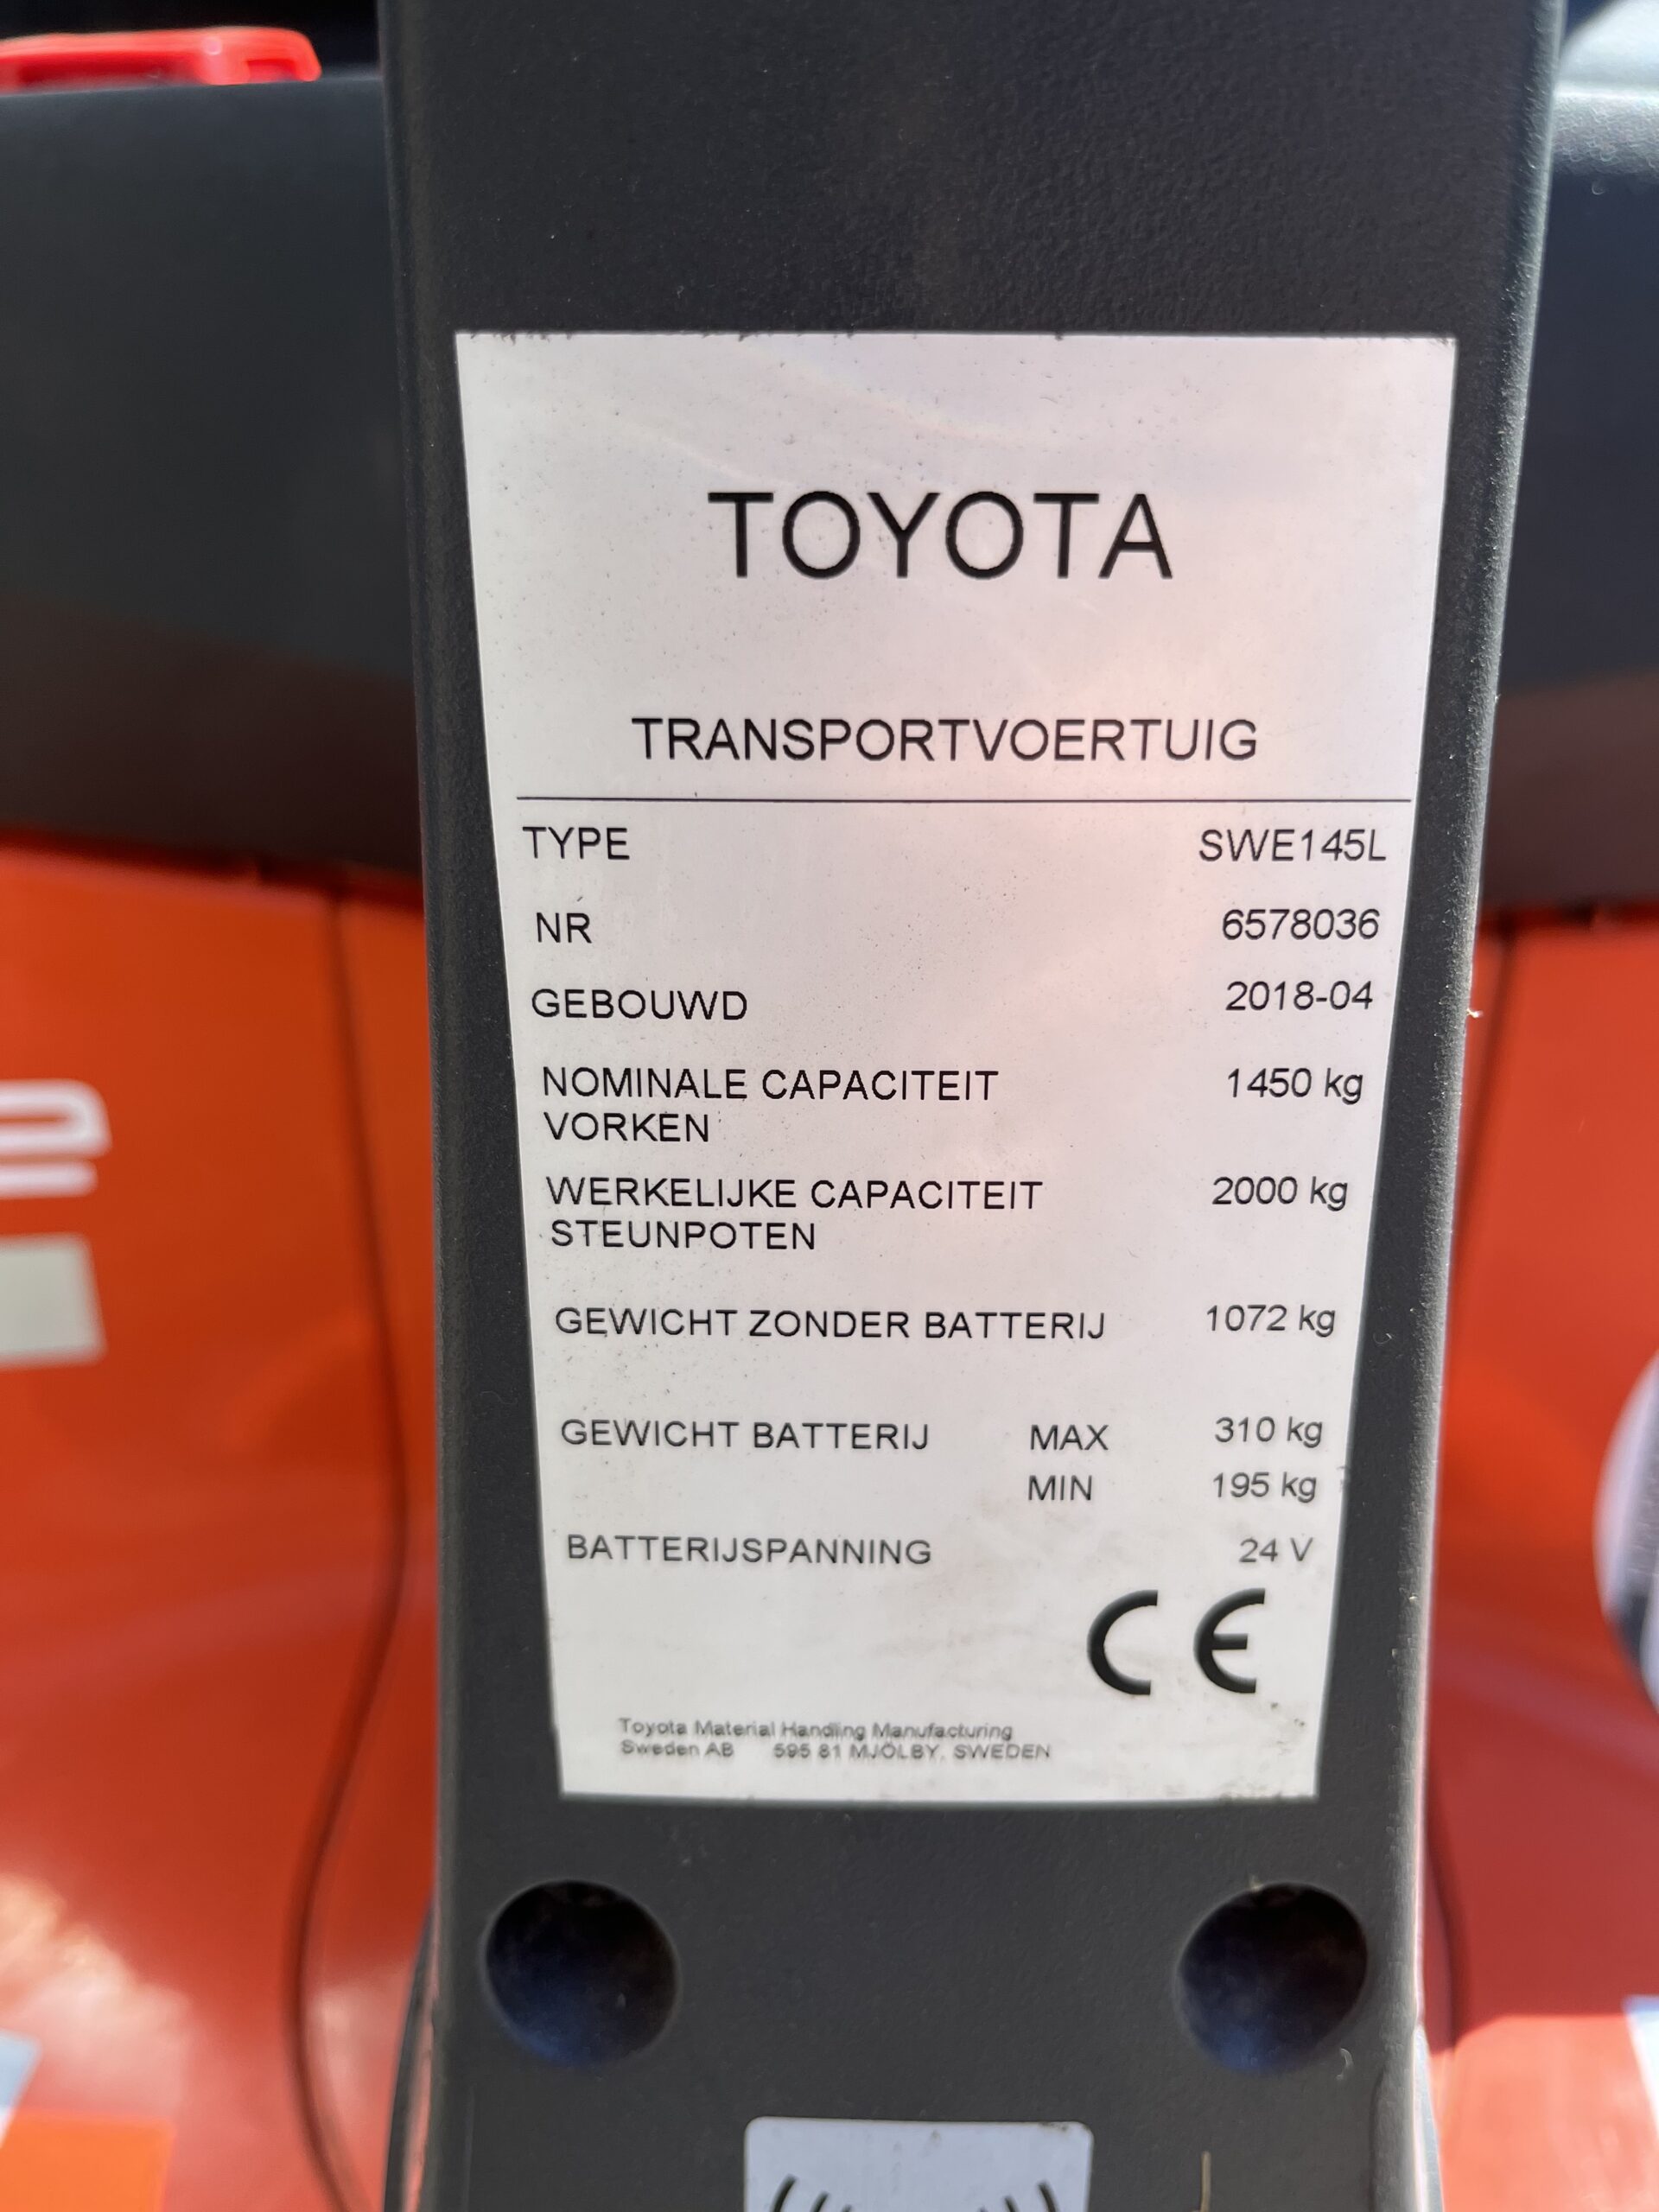 TOYOTA
TRANSPORTVOERTUIG
TYPE SWE145L
NR 6578036
GEBOUWD 2018-04
NOMINALE CAPACITEIT 1450 kg
VORKEN
WERKELIJKE CAPACITEIT 2000 kg
STEUNPOTEN
GEWICHT ZONDER BATTERIJ 1072 kg
GEWICHT BATTERIJ MAX 310 kg
MIN 195 kg
BATTERIJSPANNING 24 V
CE
Toyota Material Handling Manufacturing
Sweden AB 595 81 MJÖLBY, SWEDEN